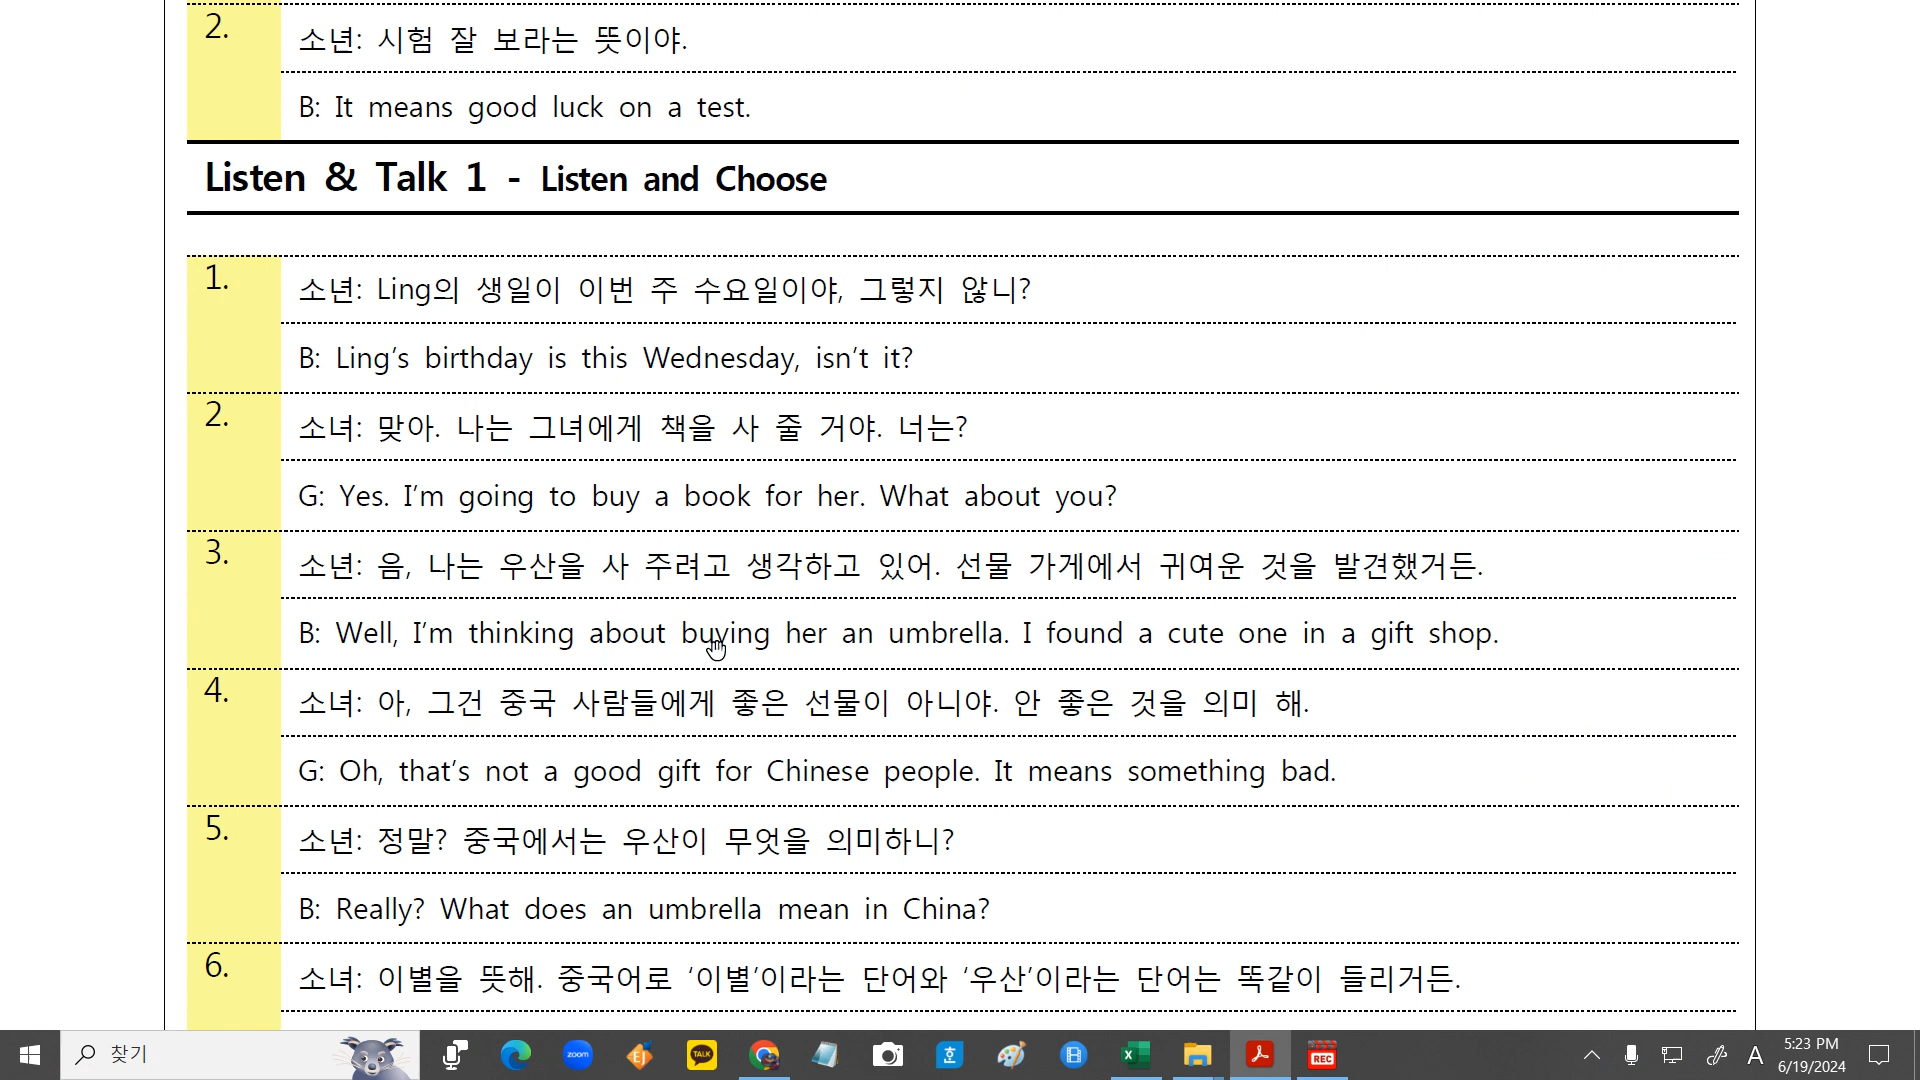 2.
소년: 시험 잘 보라는 뜻이야.
B: It means good luck on a test.
Listen & Talk 1 - Listen and Choose
1.
소년: Ling의 생일이 이번 주 수요일이야, 그렇지 않니?
B: Ling's birthday is this Wednesday, isn't it?
2.
소녀: 맞아. 나는 그녀에게 책을 사 줄 거야. 너는?
G: Yes. I'm going to buy a book for her. What about you?
3.
소년: 음, 나는 우산을 사 주려고 생각하고 있어. 선물 가게에서 귀여운 것을 발견했거든.
B: Well, I'm thinking about buying her an umbrella. I found a cute one in a gift shop.
4.
소녀: 아, 그건 중국 사람들에게 좋은 선물이 아니야. 안 좋은 것을 의미 해.
G: Oh, that's not a good gift for Chinese people. It means something bad.
5.
소년: 정말? 중국에서는 우산이 무엇을 의미하니?
B: Really? What does an umbrella mean in China?
6.
소녀: 이별을 뜻해. 중국어로 '이별'이라는 단어와 '우산'이라는 단어는 똑같이 들리거든.
찾기
zoom
EJ
TALK
호
X
REC
A
5:23 PM
6/19/2024